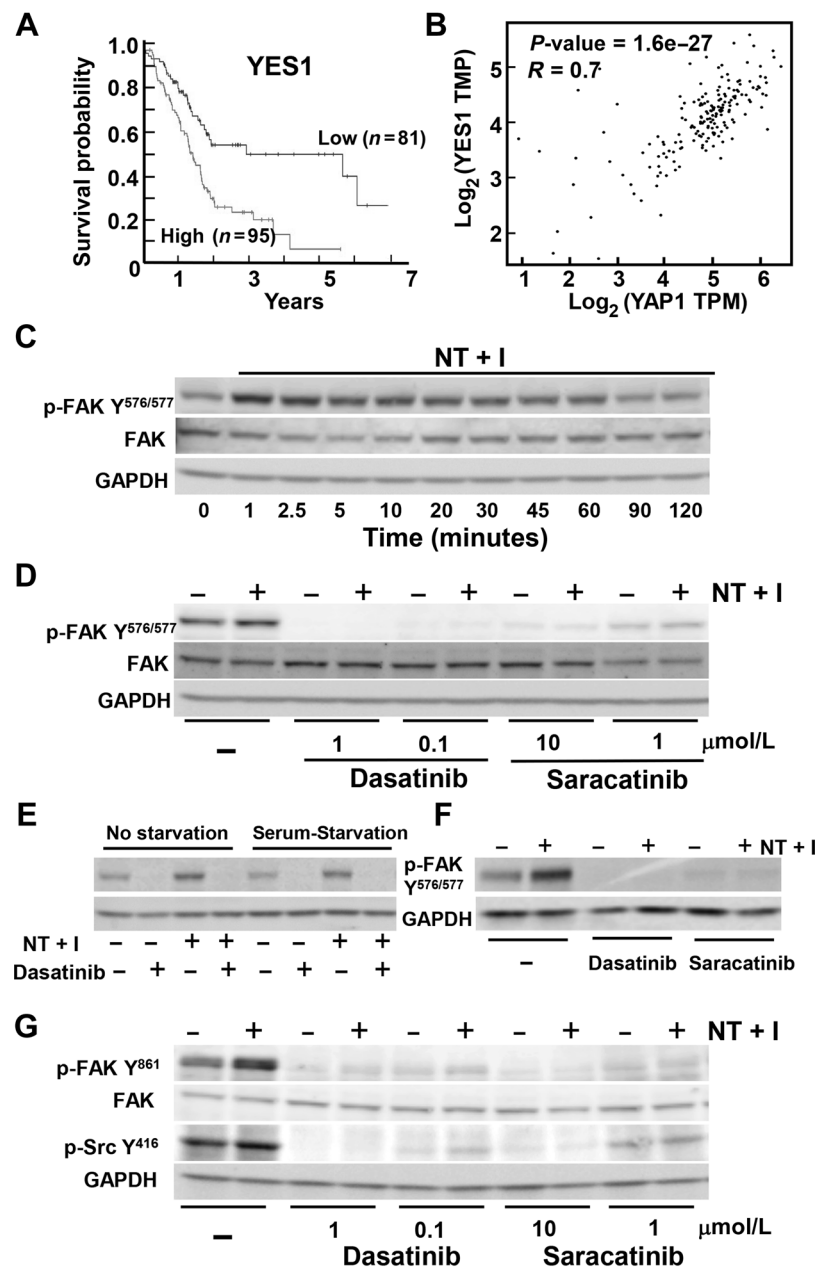 A
1.0
0.8
0.6
0.4
0.2
0
Survival probability
YES1
Low (n=81)
High (n=95)
1 3 5 7
Years
B
P-value = 1.6e−27
R = 0.7
5
4
3
2
Log2 (YES1 TMP)
1 2 3 4 5 6
Log2 (YAP1 TPM)
C
NT + I
p-FAK Y576/577
FAK
GAPDH
0 1 2.5 5 10 20 30 45 60 90 120
Time (minutes)
D
− + − + − + − + − + NT + I
p-FAK Y576/577
FAK
GAPDH
− 1 0.1 10 1 μmol/L
Dasatinib Saracatinib
E
No starvation Serum-Starvation
NT + I − − + + − − + +
Dasatinib − + − + − + − +
F
− + − + − + NT + I
p-FAK
Y576/577
GAPDH
− Dasatinib Saracatinib
G
− + − + − + − + − + NT + I
p-FAK Y861
FAK
p-Src Y416
GAPDH
− 1 0.1 10 1 μmol/L
Dasatinib Saracatinib